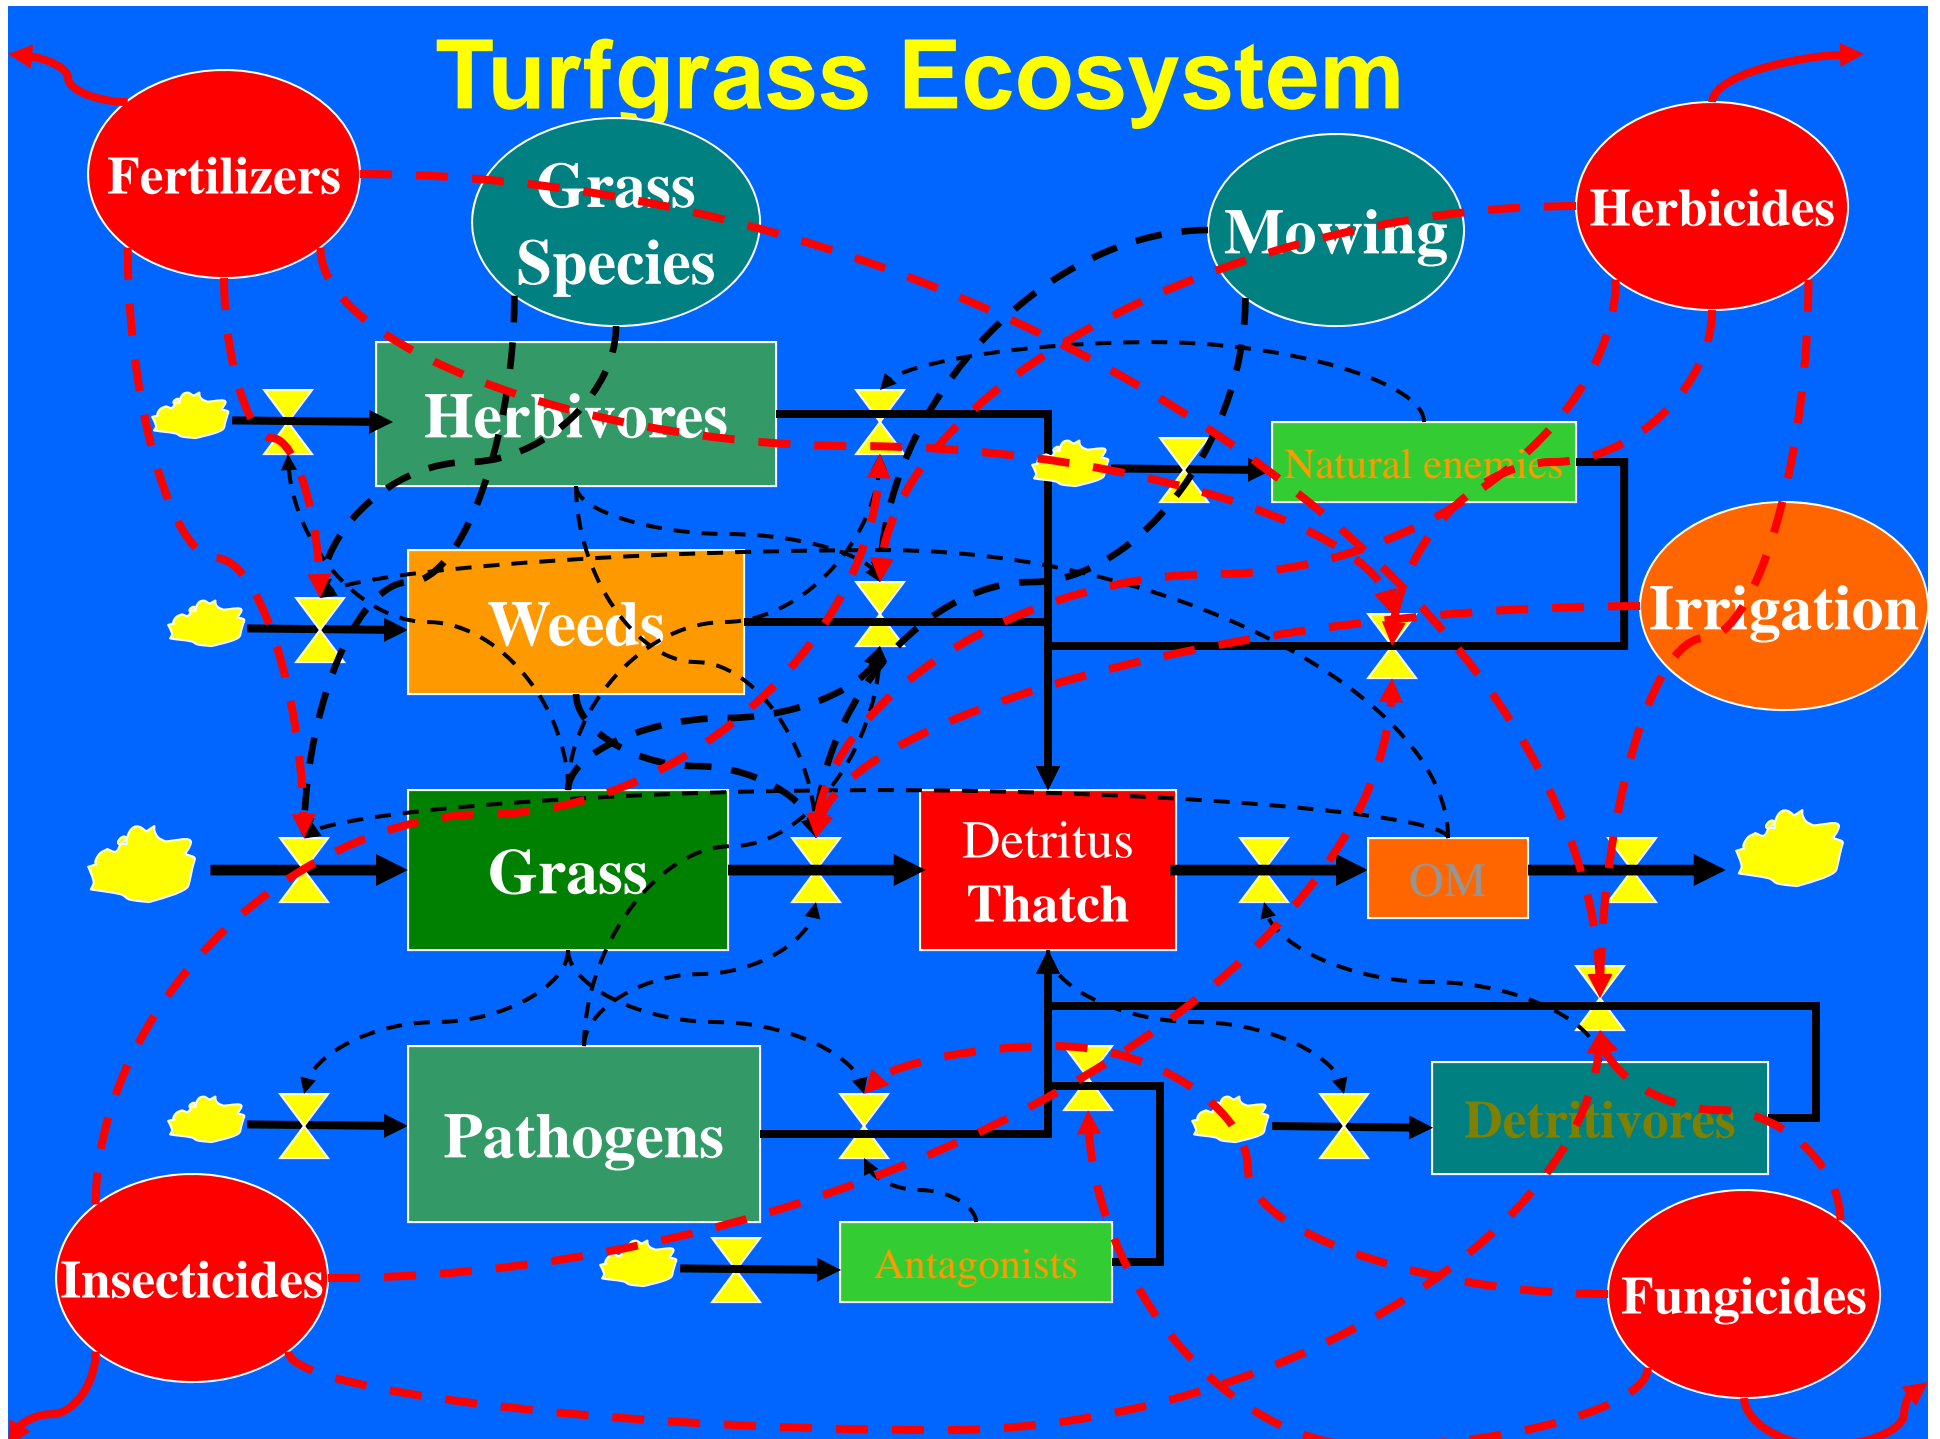 Turfgrass Ecosystem
Fertilizers
Grass
Species
Mowing
Herbicides
Herbivores
Natural enemies
Weeds
Irrigation
Grass
Detritus
Thatch
OM
Pathogens
Detritivores
Insecticides
Antagonists
Fungicides